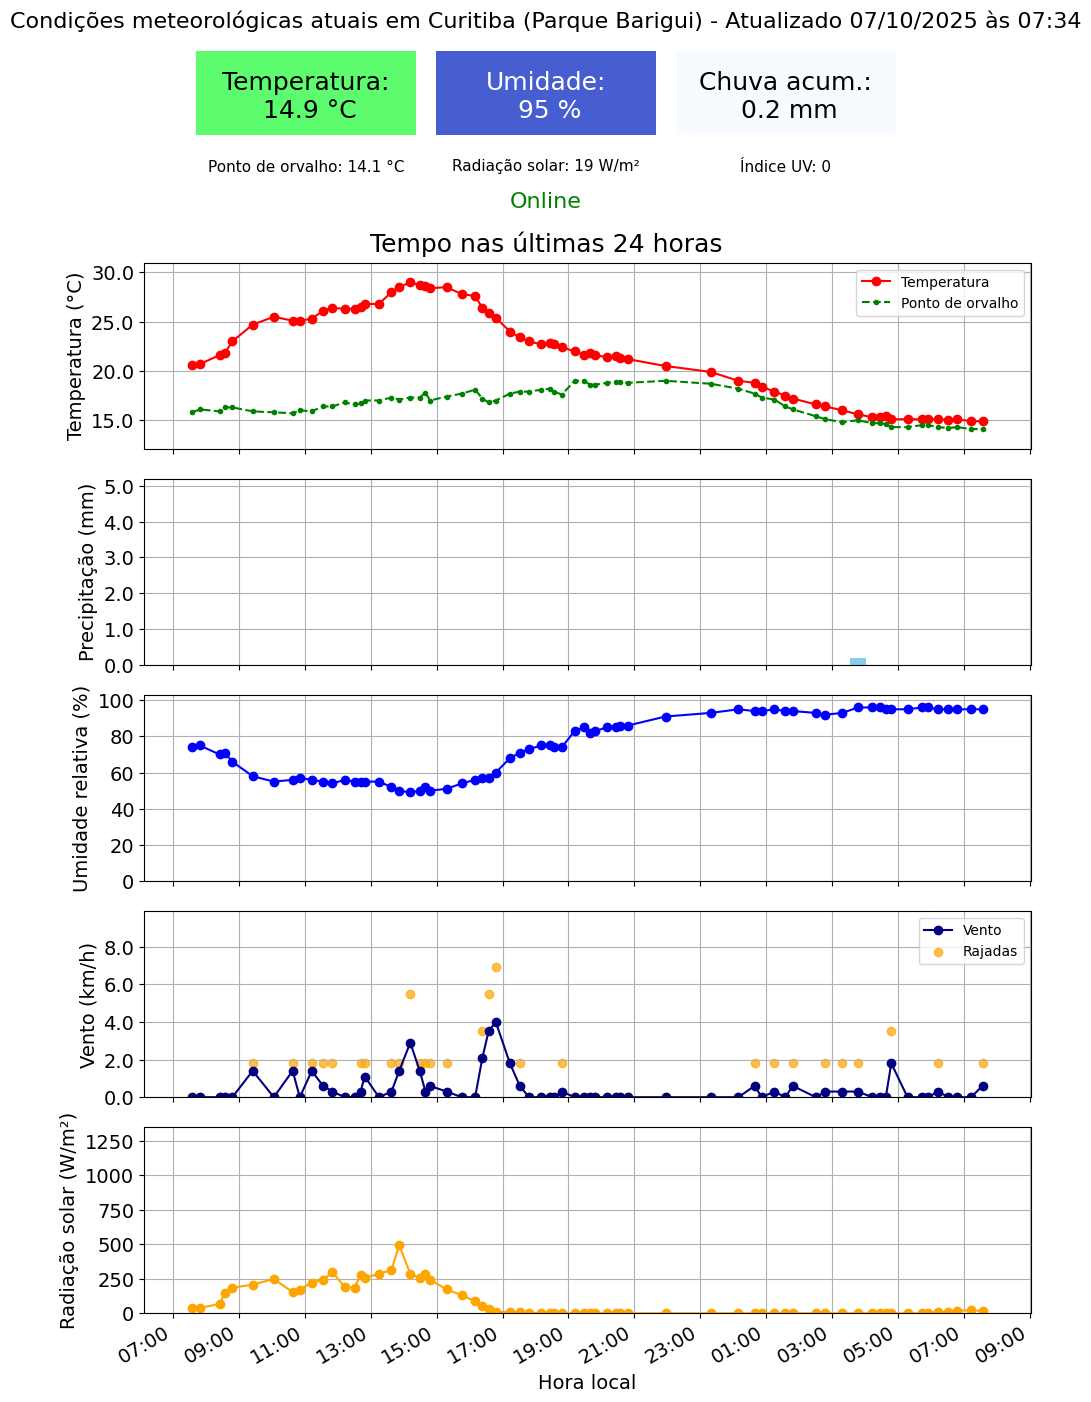 Condições meteorológicas atuais em Curitiba (Parque Barigui) - Atualizado 07/10/2025 às 07:34
Temperatura:
14.9 °C
Umidade:
95 %
Chuva acum.:
0.2 mm
Ponto de orvalho: 14.1 °C
Radiação solar: 19 W/m²
Índice UV: 0
Online
Tempo nas últimas 24 horas
Temperatura (°C)
30.0
25.0
20.0
15.0
Temperatura
Ponto de orvalho
Precipitação (mm)
5.0
4.0
3.0
2.0
1.0
0.0
Umidade relativa (%)
100
80
60
40
20
0
Vento (km/h)
8.0
6.0
4.0
2.0
0.0
Vento
Rajadas
Radiação solar (W/m²)
1250
1000
750
500
250
0
07:00
09:00
11:00
13:00
15:00
17:00
19:00
21:00
23:00
01:00
03:00
05:00
07:00
09:00
Hora local